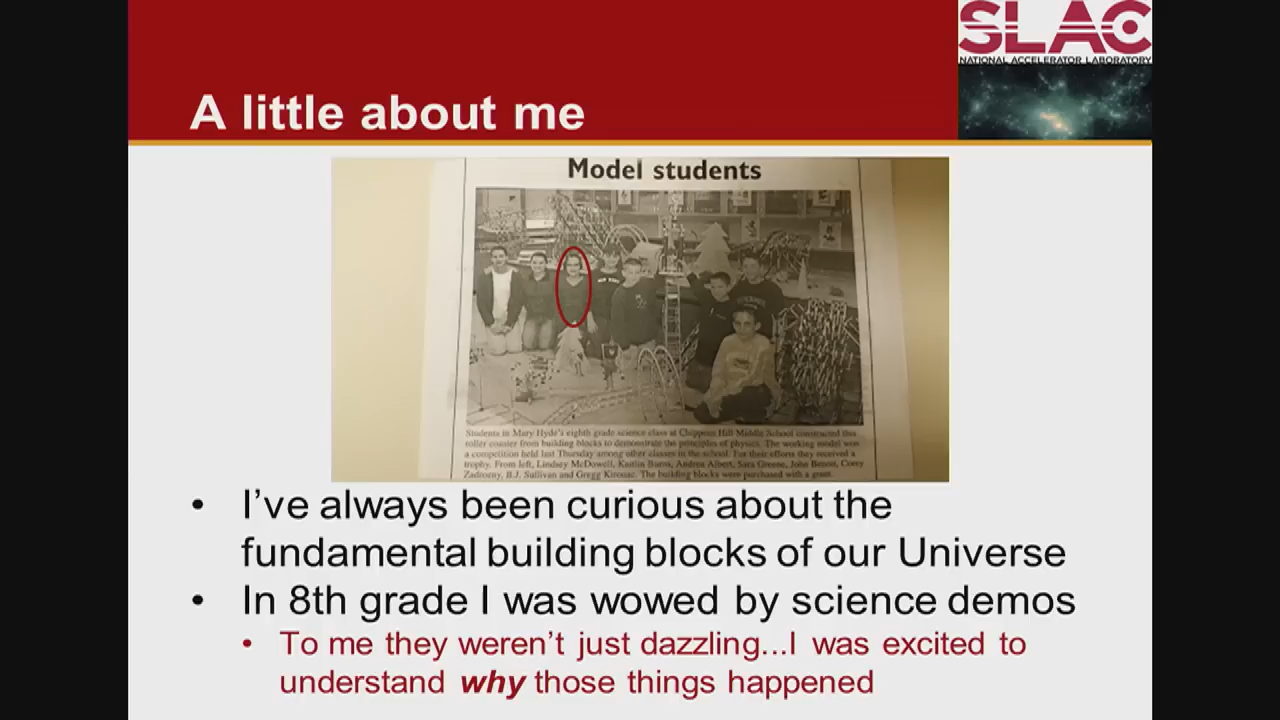 SLAC
NATIONAL ACCELERATOR LABORATORY
A little about me
Model students
Students in Mary Hyde's eighth grade science class at Chippens Hill Middle School constructed this
roller coaster from building blocks to demonstrate the principles of physics. The working model won
a competition held last Thursday among other classes in the school. For their efforts they received a
trophy. From left, Lindsey McDowell, Kaitlin Burns, Andrea Albert, Sara Greene, John Benoit, Corey
Zadrozny, B.J. Sullivan and Gregg Kirouac. The building blocks were purchased with a grant.
• I've always been curious about the
fundamental building blocks of our Universe
• In 8th grade I was wowed by science demos
• To me they weren't just dazzling...I was excited to
understand why those things happened